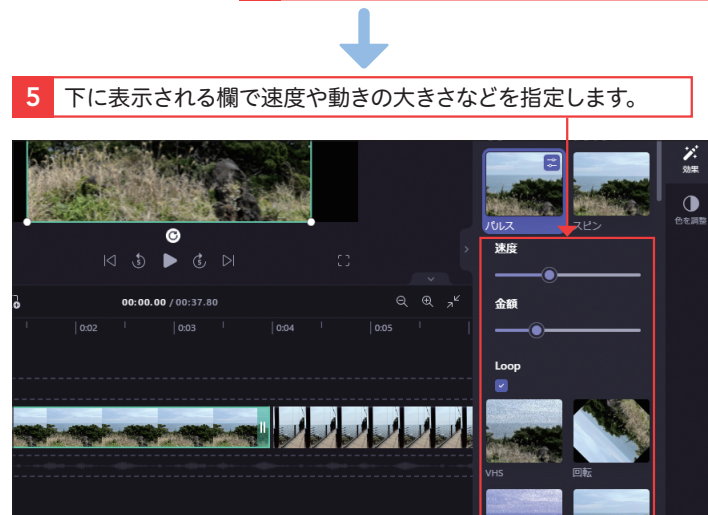 5 下に表示される欄で速度や動きの大きさなどを指定します。
効果
パルス スピン
色を調整
速度
5 5
00:00.00 / 00:37.80
金額
0:02 0:03 0:04 0:05
Loop
VHS 回転